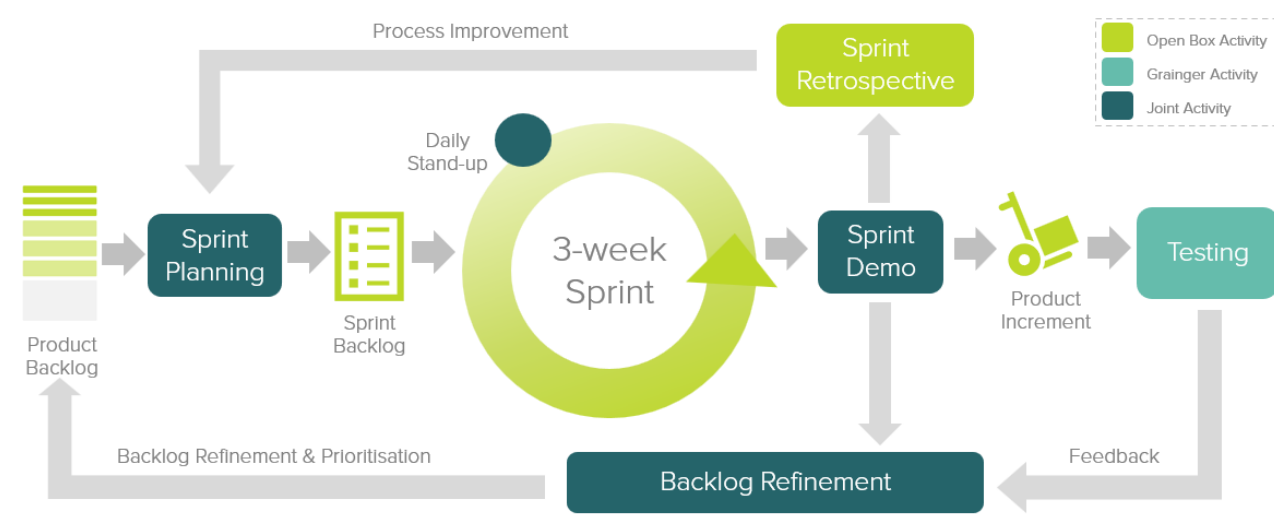 Process Improvement
Sprint
Retrospective
Open Box Activity
Grainger Activity
Joint Activity
Daily
Stand-up
Sprint
Planning
3-week
Sprint
Sprint
Demo
Testing
Product
Backlog
Sprint
Backlog
Product
Increment
Backlog Refinement & Prioritisation
Backlog Refinement
Feedback